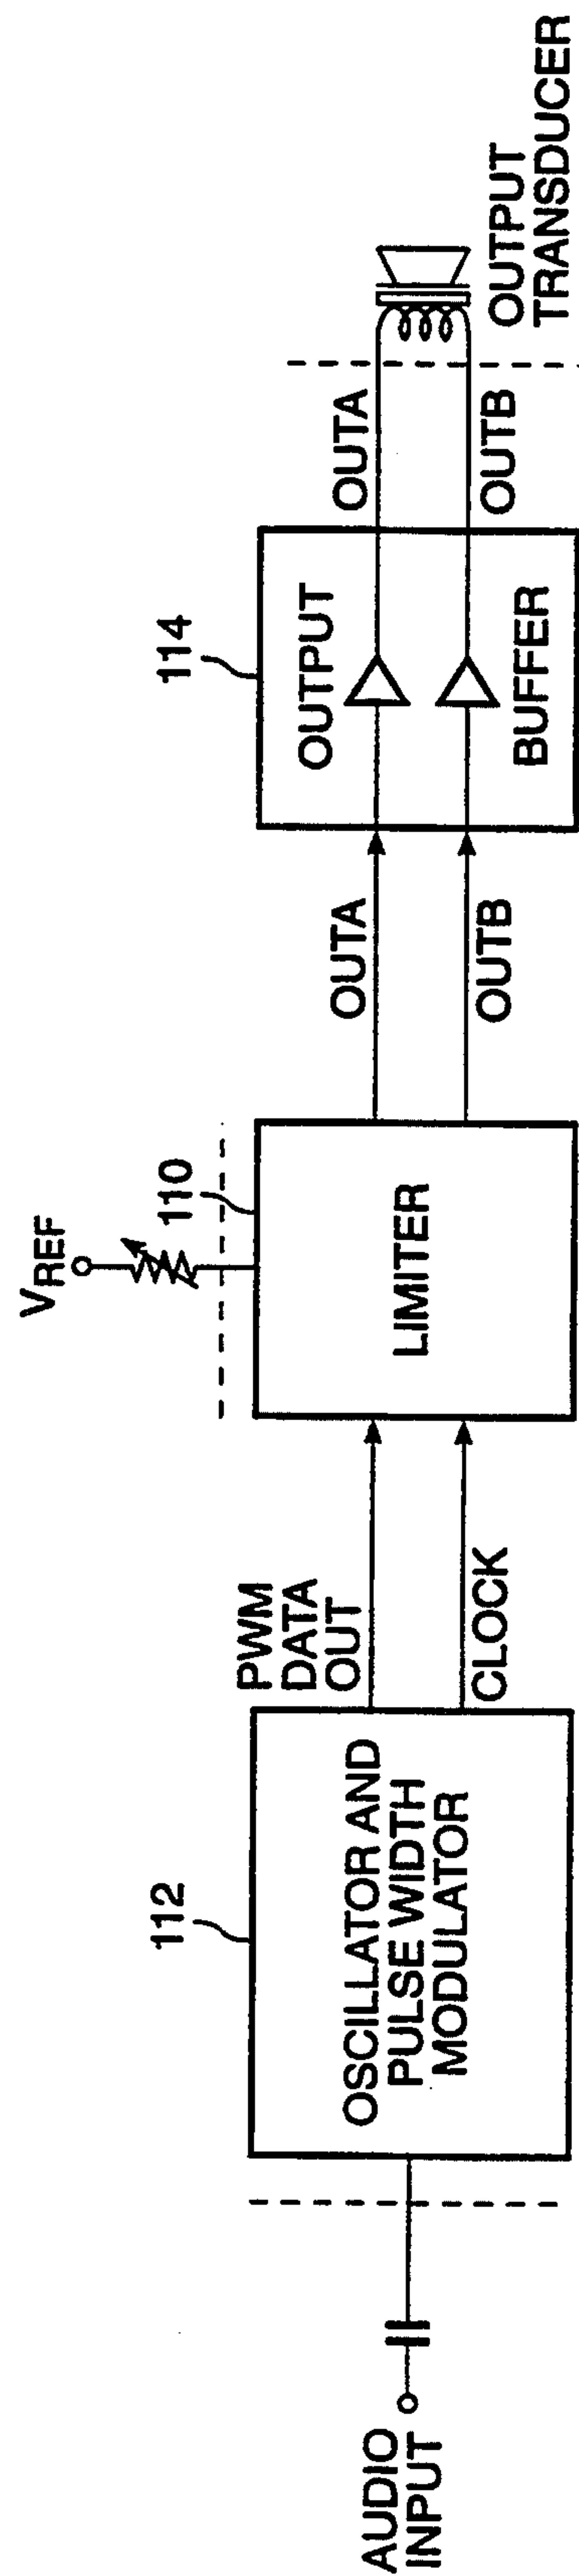 AUDIO
INPUT
112
OSCILLATOR AND
PULSE WIDTH
MODULATOR
PWM
DATA
OUT
CLOCK
VREF
110
LIMITER
OUTA
OUTB
114
OUTPUT
BUFFER
OUTA
OUTB
OUTPUT
TRANSDUCER